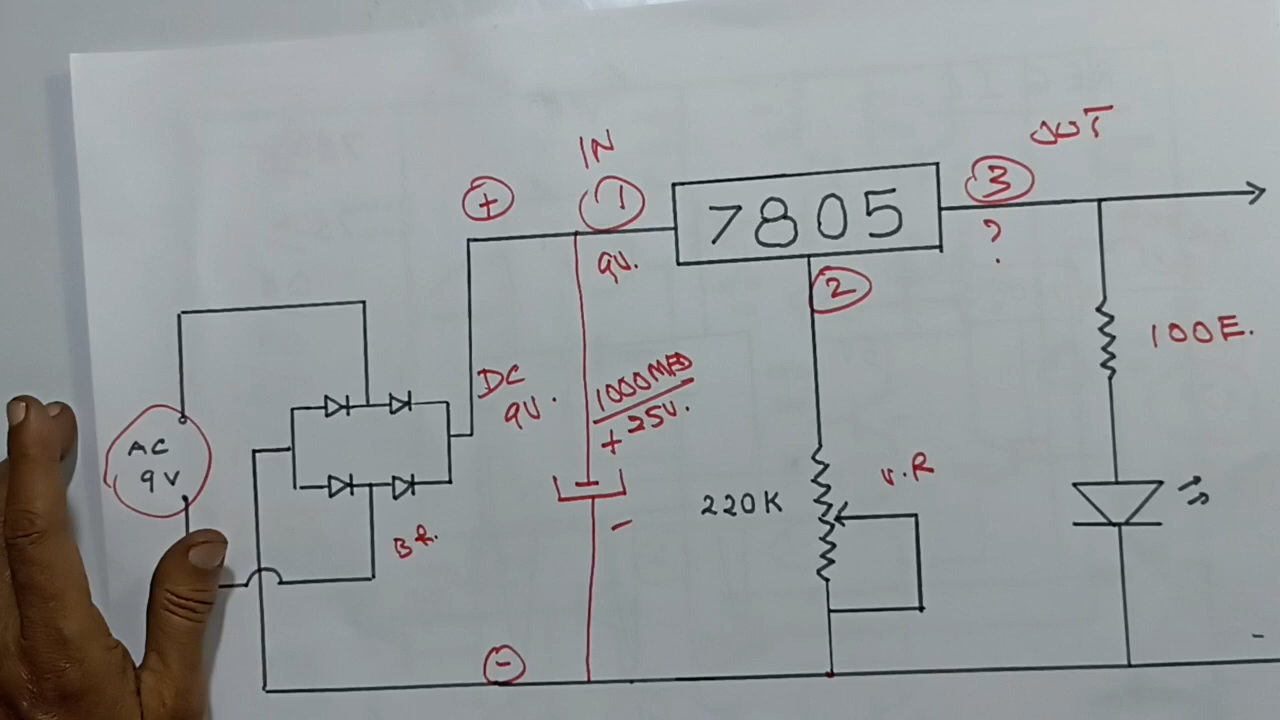 OUT
IN
3
+
1
7805
?
9V.
2
100E.
DC
9V.
1000MFD
25V.
+
AC
9V
V.R
220K
-
BR.
-
-